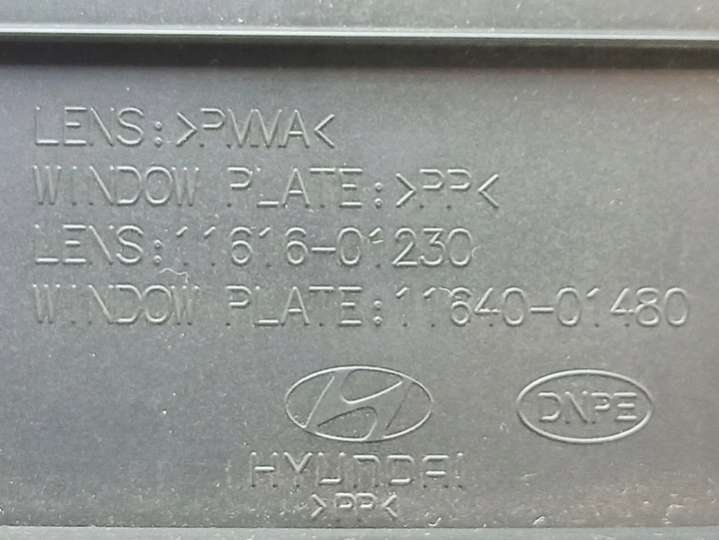 LENS:>PMMA<
WINDOW PLATE:>PP<
LENS:11616-01230
WINDOW PLATE:11640-01480
DNPE
HYUNDAI
>PP<